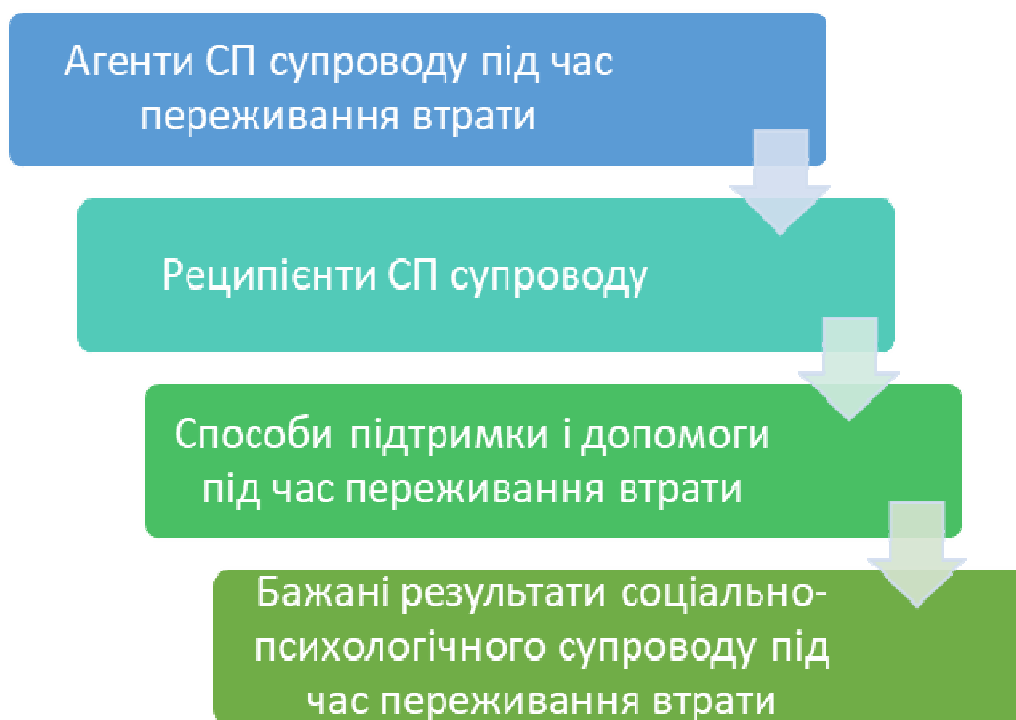 Агенти СП супроводу під час
переживання втрати
Реципієнти СП супроводу
Способи підтримки і допомоги
під час переживання втрати
Бажані результати соціально-
психологічного супроводу під
час переживання втрати